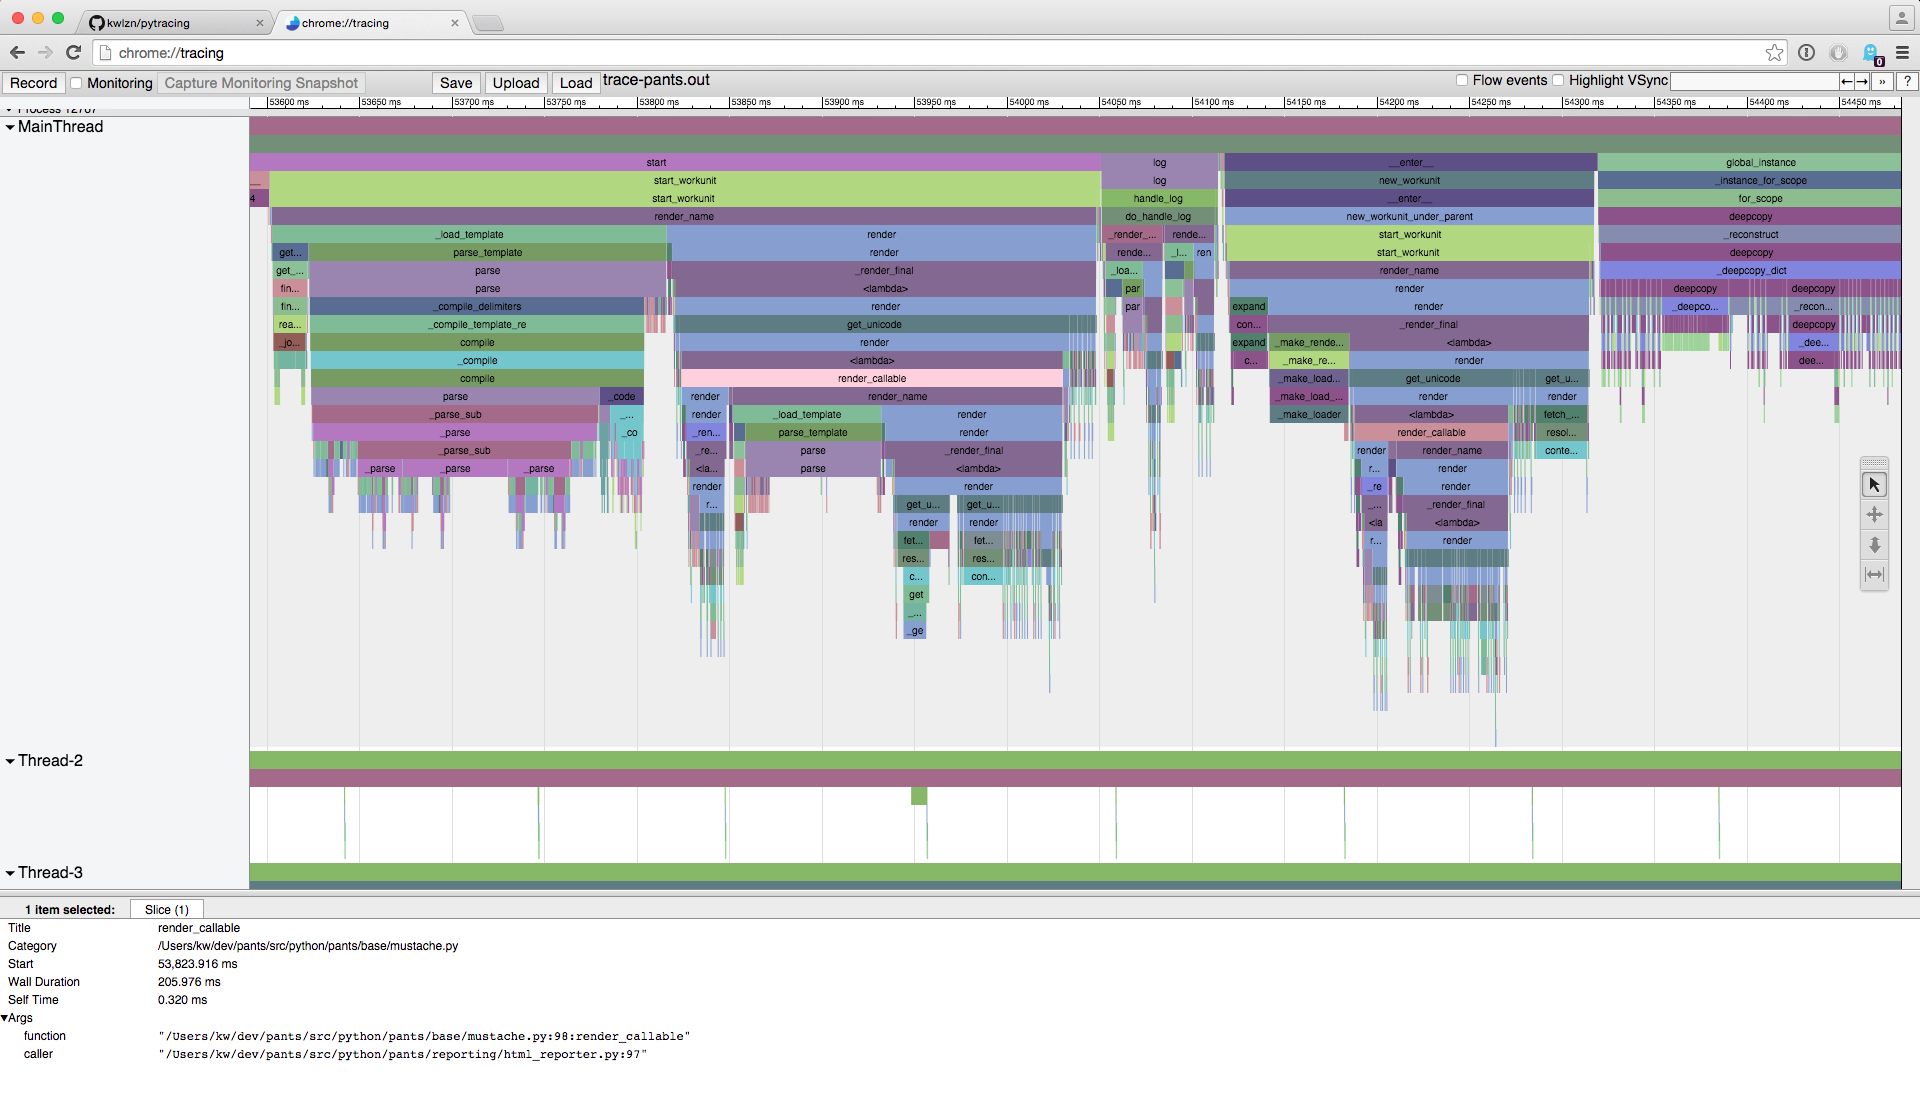 kwlzn/pytracing
chrome://tracing
chrome://tracing
Record Monitoring Capture Monitoring Snapshot Save Upload Load trace-pants.out Flow events Highlight VSync » ?
53600 ms 53650 ms 53700 ms 53750 ms 53800 ms 53850 ms 53900 ms 53950 ms 54000 ms 54050 ms 54100 ms 54150 ms 54200 ms 54250 ms 54300 ms 54350 ms 54400 ms 54450 ms
MainThread
start log __enter__ global_instance
start_workunit log new_workunit _instance_for_scope
4 start_workunit handle_log __enter__ for_scope
render_name do_handle_log new_workunit_under_parent deepcopy
_load_template render _render_... rende... start_workunit _reconstruct
get... parse_template render rende... _l... ren start_workunit deepcopy
get_... parse _render_final _loa... render_name _deepcopy_dict
fin... parse <lambda> par render deepcopy deepcopy
fin... _compile_delimiters render par expand render _deepco... _recon...
rea... _compile_template_re get_unicode con... _render_final deepcopy
_jo... compile render expand _make_rende... <lambda> _dee...
_compile <lambda> c... _make_re... render dee...
compile render_callable _make_load... get_unicode get_u...
parse _code render render_name _make_load_... render render
_parse_sub _... render _load_template render _make_loader <lambda> fetch_...
_parse _co _ren... parse_template render render_callable resol...
_parse_sub _re... parse _render_final render render_name conte...
_parse _parse _parse <la... parse <lambda> r... render
render render _re render
r... get_u... get_u... _... _render_final
render render <la <lambda>
fet... fet... r... render
res... res...
c... con...
get
_...
_ge
Thread-2
Thread-3
1 item selected: Slice (1)
Title render_callable
Category /Users/kw/dev/pants/src/python/pants/base/mustache.py
Start 53,823.916 ms
Wall Duration 205.976 ms
Self Time 0.320 ms
Args
function "/Users/kw/dev/pants/src/python/pants/base/mustache.py:98:render_callable"
caller "/Users/kw/dev/pants/src/python/pants/reporting/html_reporter.py:97"